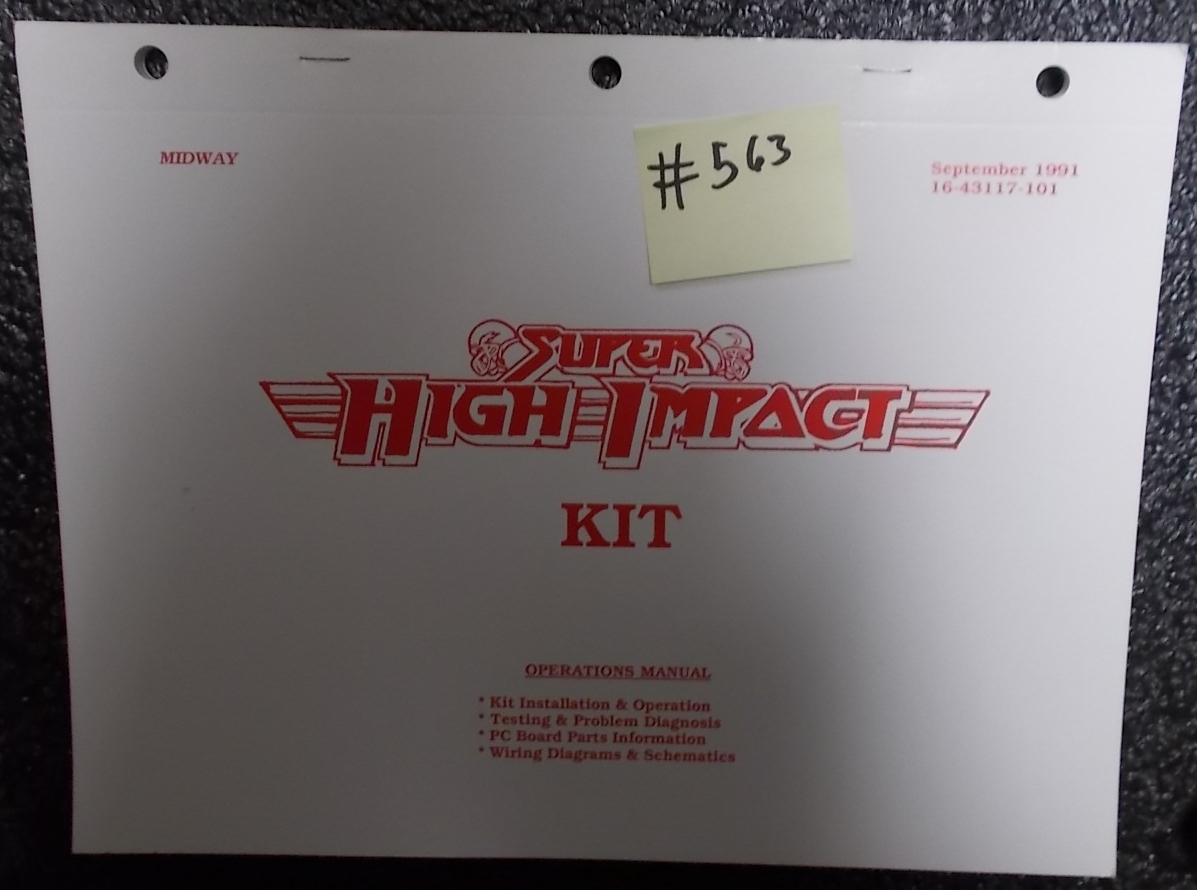 MIDWAY
#563
September 1991
16-43117-101
SUPER
HIGH IMPACT
KIT
OPERATIONS MANUAL
* Kit Installation & Operation
* Testing & Problem Diagnosis
* PC Board Parts Information
* Wiring Diagrams & Schematics